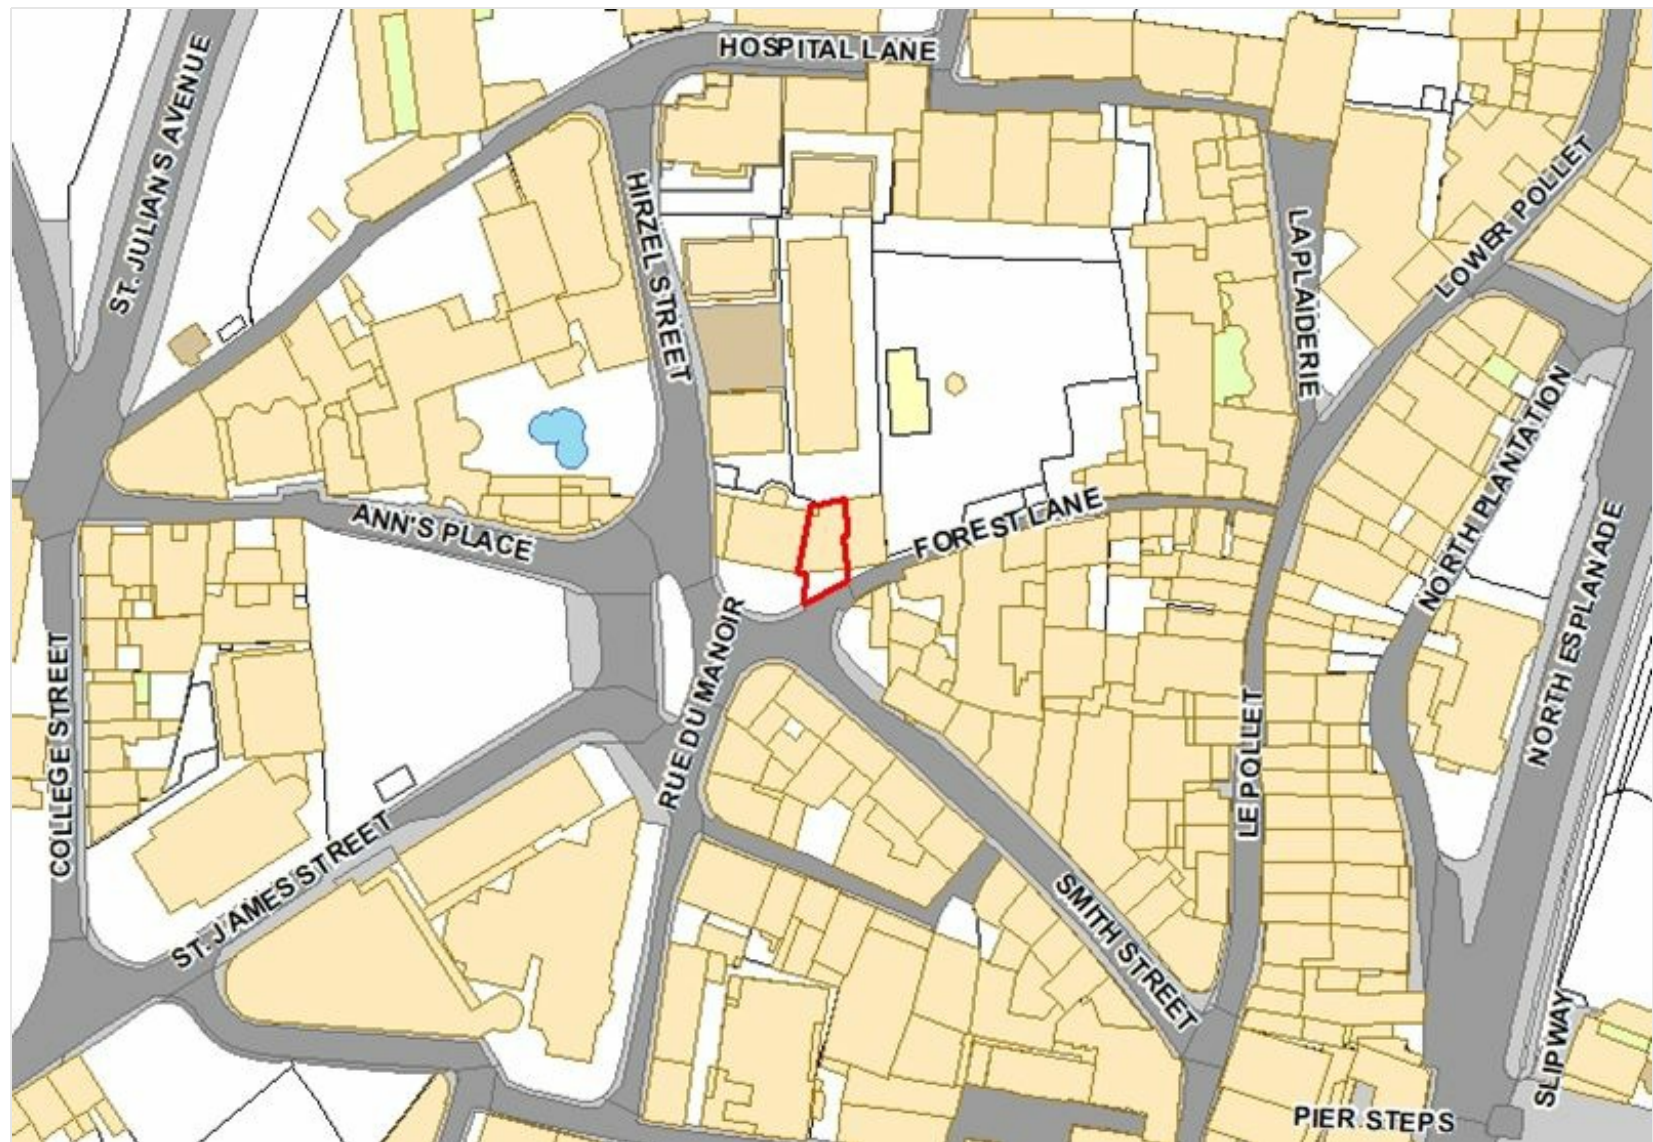 HOSPITAL LANE
ST. JULIANS AVENUE
HIRZEL STREET
LOWER POLLET
LA PLAIDERIE
NORTH PLANTATION
ANN'S PLACE
FOREST LANE
NORTH ESPLANADE
RUE DU MANOIR
COLLEGE STREET
LE POLLET
ST. JAMES STREET
SMITH STREET
SLIPWAY
PIER STEPS